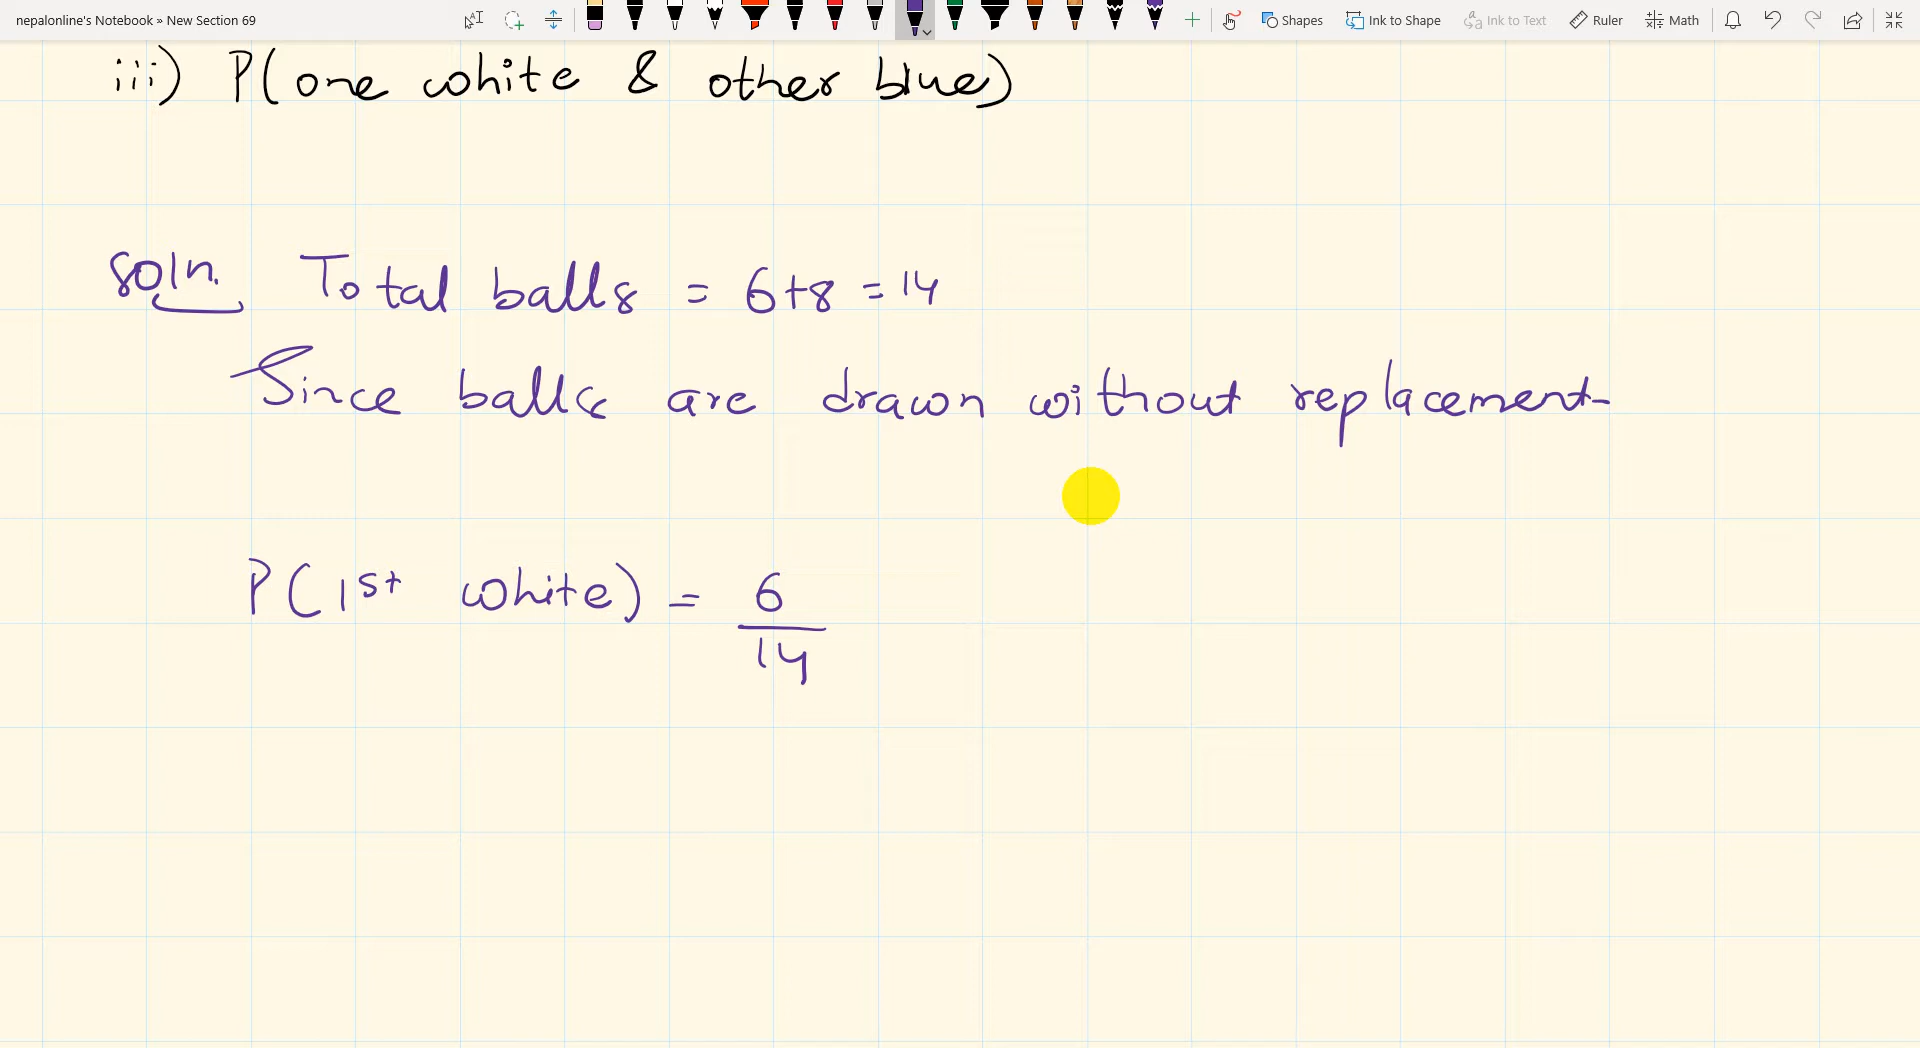 nepalonline's Notebook » New Section 69
Shapes Ink to Shape Ink to Text Ruler Math
iii) P(one white & other blue)
Soln. Total balls = 6+8 = 14
Since balls are drawn without replacement
P(1st white) = 6
14